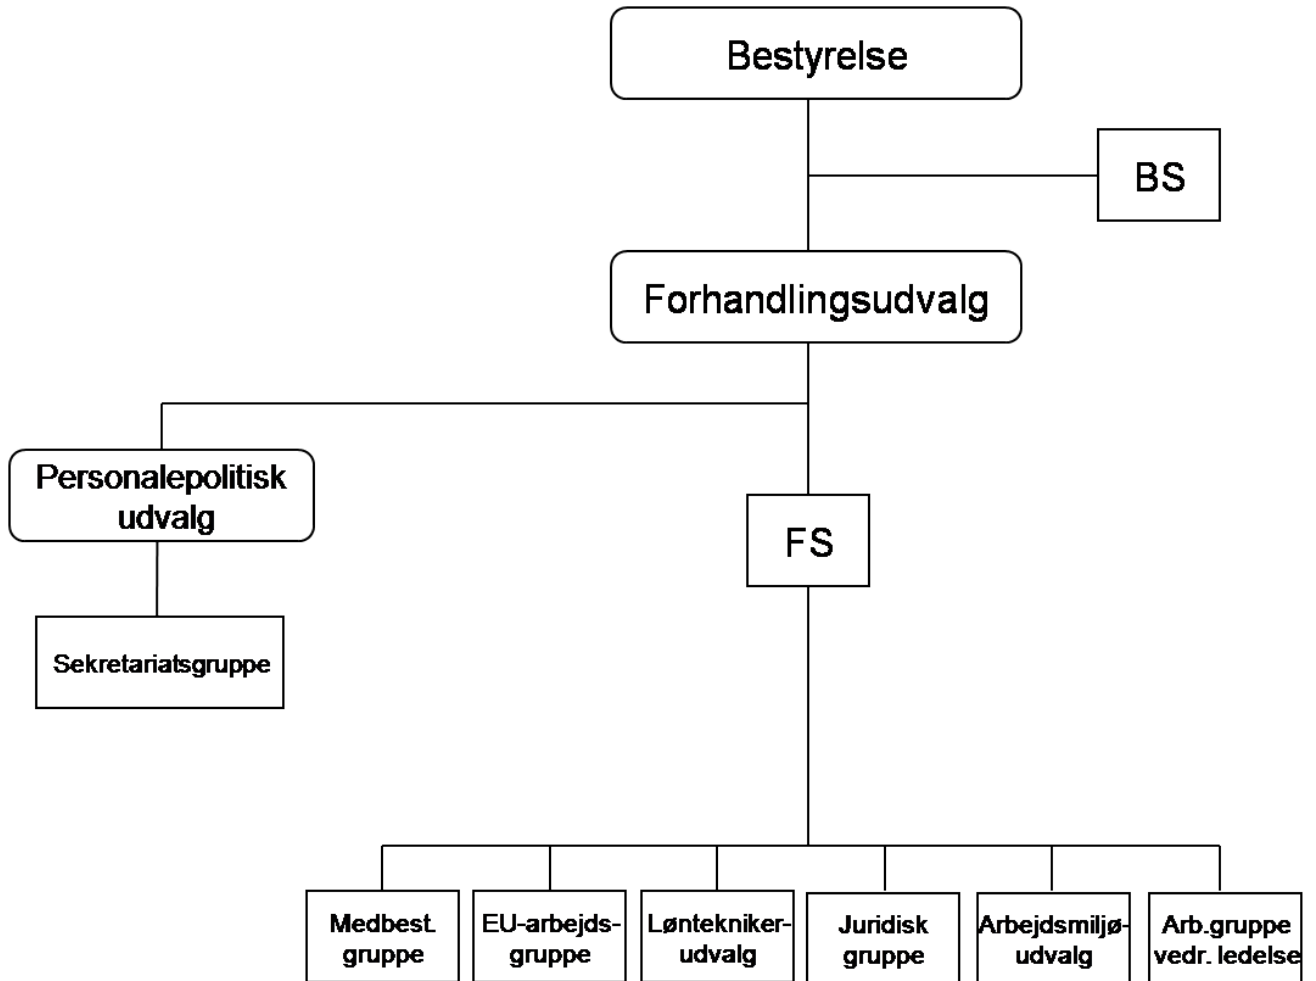 Bestyrelse
BS
Forhandlingsudvalg
Personalepolitisk
udvalg
FS
Sekretariatsgruppe
Medbest.
gruppe
EU-arbejds-
gruppe
Løntekniker-
udvalg
Juridisk
gruppe
Arbejdsmiljø-
udvalg
Arb.gruppe
vedr. ledelse